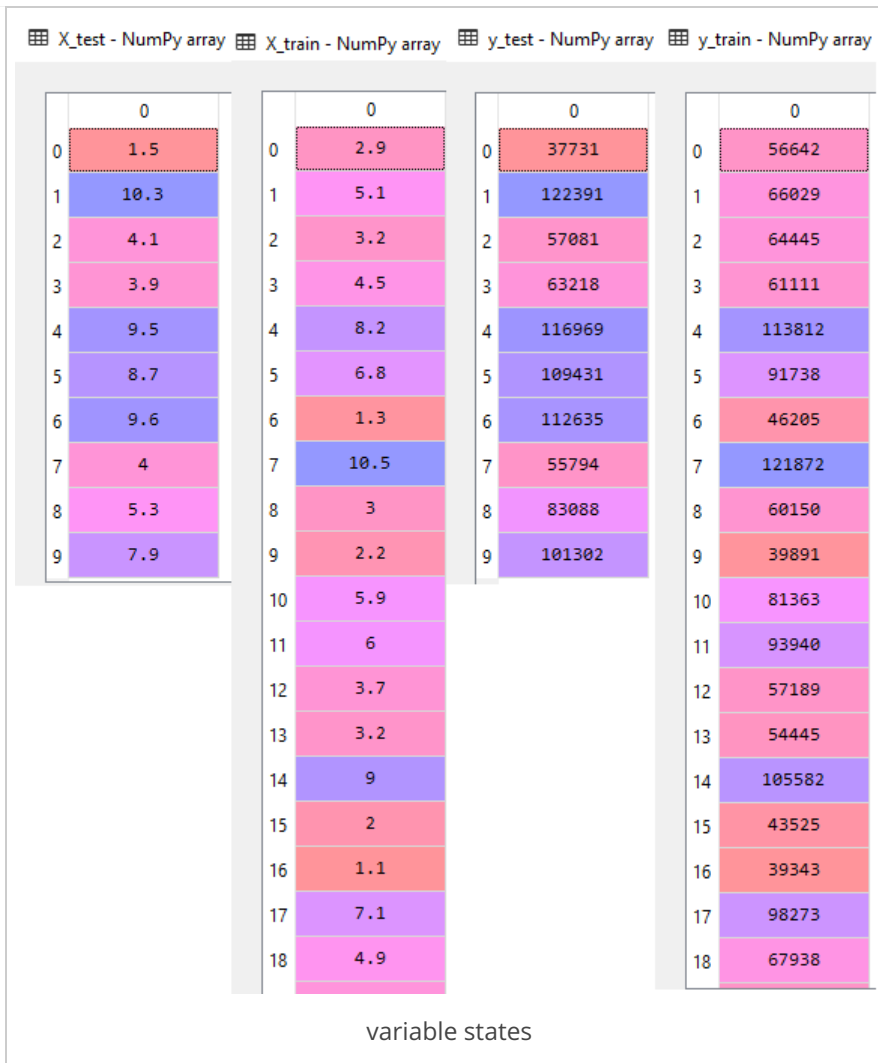 X_test - NumPy array X_train - NumPy array y_test - NumPy array y_train - NumPy array
0 0 0 0
0 1.5 0 2.9 0 37731 0 56642
1 10.3 1 5.1 1 122391 1 66029
2 4.1 2 3.2 2 57081 2 64445
3 3.9 3 4.5 3 63218 3 61111
4 9.5 4 8.2 4 116969 4 113812
5 8.7 5 6.8 5 109431 5 91738
6 9.6 6 1.3 6 112635 6 46205
7 4 7 10.5 7 55794 7 121872
8 5.3 8 3 8 83088 8 60150
9 7.9 9 2.2 9 101302 9 39891
10 5.9 10 81363
11 6 11 93940
12 3.7 12 57189
13 3.2 13 54445
14 9 14 105582
15 2 15 43525
16 1.1 16 39343
17 7.1 17 98273
18 4.9 18 67938
variable states